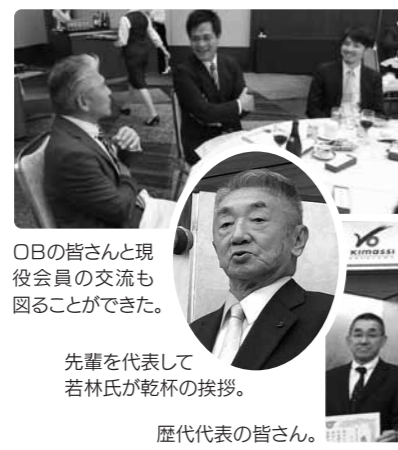 OBの皆さんと現
役会員の交流も
図ることができた。
Kimassi
先輩を代表して
若林氏が乾杯の挨拶。
歴代代表の皆さん。